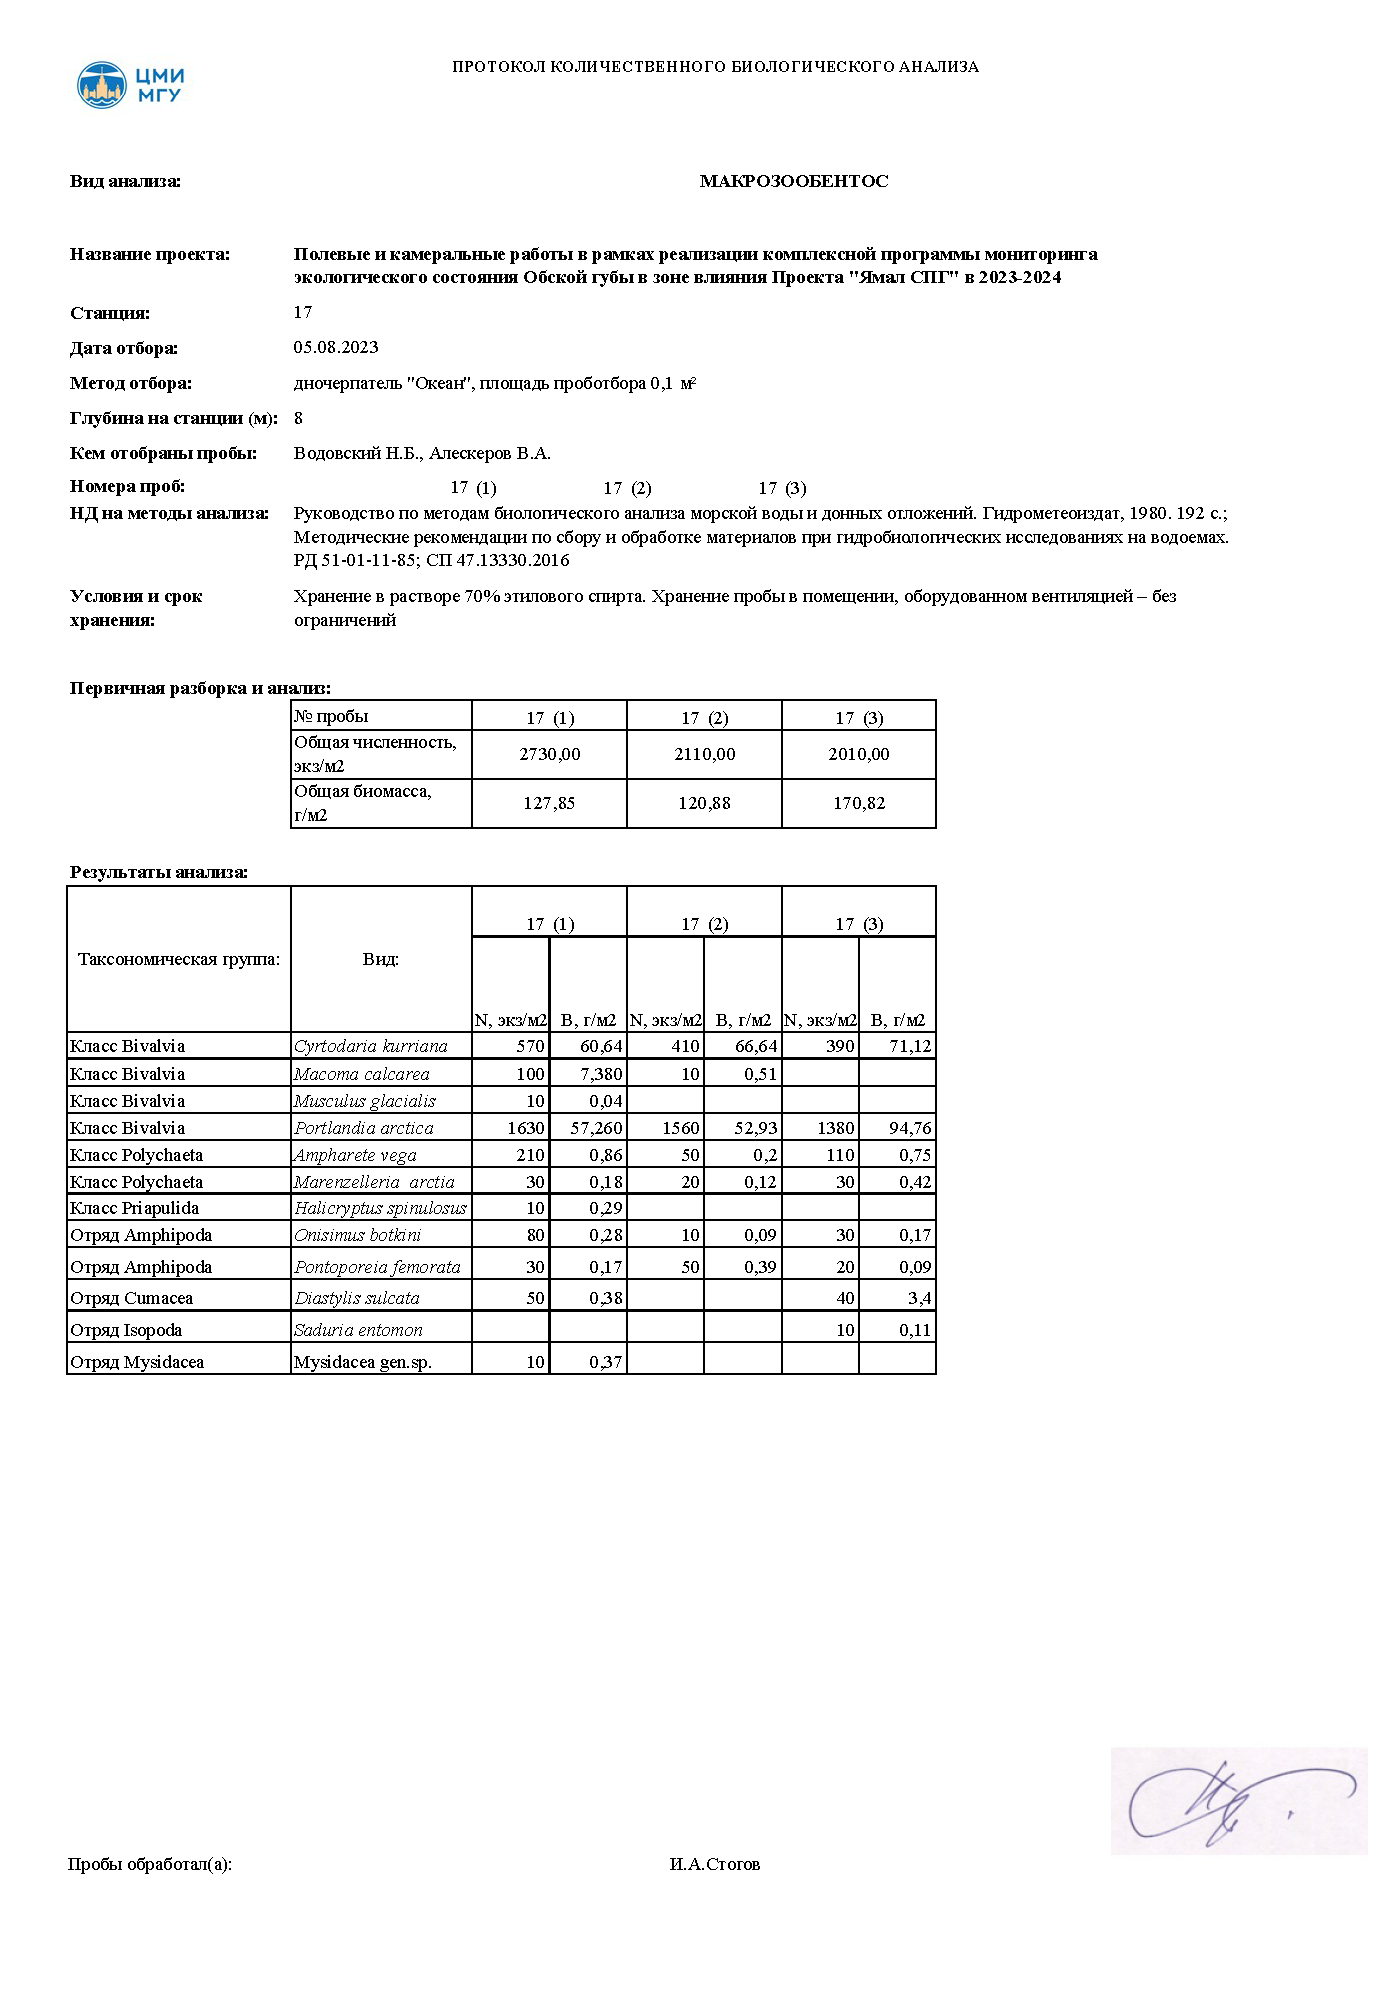 ЦМИ
МГУ
ПРОТОКОЛ КОЛИЧЕСТВЕННОГО БИОЛОГИЧЕСКОГО АНАЛИЗА
Вид анализа: МАКРОЗООБЕНТОС
Название проекта: Полевые и камеральные работы в рамках реализации комплексной программы мониторинга
экологического состояния Обской губы в зоне влияния Проекта "Ямал СПГ" в 2023-2024
Станция: 17
Дата отбора: 05.08.2023
Метод отбора: дночерпатель "Океан", площадь проботбора 0,1 м²
Глубина на станции (м): 8
Кем отобраны пробы: Водовский Н.Б., Алескеров В.А.
Номера проб: 17 (1) 17 (2) 17 (3)
НД на методы анализа: Руководство по методам биологического анализа морской воды и донных отложений. Гидрометеоиздат, 1980. 192 с.;
Методические рекомендации по сбору и обработке материалов при гидробиологических исследованиях на водоемах.
РД 51-01-11-85; СП 47.13330.2016
Условия и срок Хранение в растворе 70% этилового спирта. Хранение пробы в помещении, оборудованном вентиляцией – без
хранения: ограничений
Первичная разборка и анализ:
№ пробы 17 (1) 17 (2) 17 (3)
Общая численность,
экз/м2 2730,00 2110,00 2010,00
Общая биомасса,
г/м2 127,85 120,88 170,82
Результаты анализа:
17 (1) 17 (2) 17 (3)
Таксономическая группа: Вид:
N, экз/м2 B, г/м2 N, экз/м2 B, г/м2 N, экз/м2 B, г/м2
Класс Bivalvia Cyrtodaria kurriana 570 60,64 410 66,64 390 71,12
Класс Bivalvia Macoma calcarea 100 7,380 10 0,51
Класс Bivalvia Musculus glacialis 10 0,04
Класс Bivalvia Portlandia arctica 1630 57,260 1560 52,93 1380 94,76
Класс Polychaeta Ampharete vega 210 0,86 50 0,2 110 0,75
Класс Polychaeta Marenzelleria arctia 30 0,18 20 0,12 30 0,42
Класс Priapulida Halicryptus spinulosus 10 0,29
Отряд Amphipoda Onisimus botkini 80 0,28 10 0,09 30 0,17
Отряд Amphipoda Pontoporeia femorata 30 0,17 50 0,39 20 0,09
Отряд Cumacea Diastylis sulcata 50 0,38 40 3,4
Отряд Isopoda Saduria entomon 10 0,11
Отряд Mysidacea Mysidacea gen.sp. 10 0,37
Пробы обработал(а): И.А.Стогов